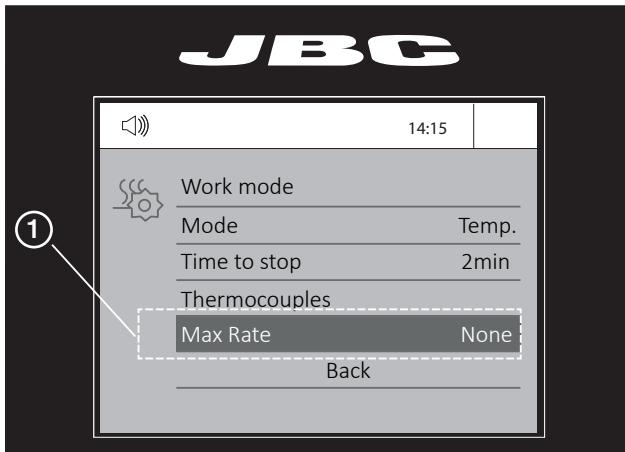 JBC
14:15
Work mode
Mode Temp.
Time to stop 2min
1
Thermocouples
Max Rate None
Back